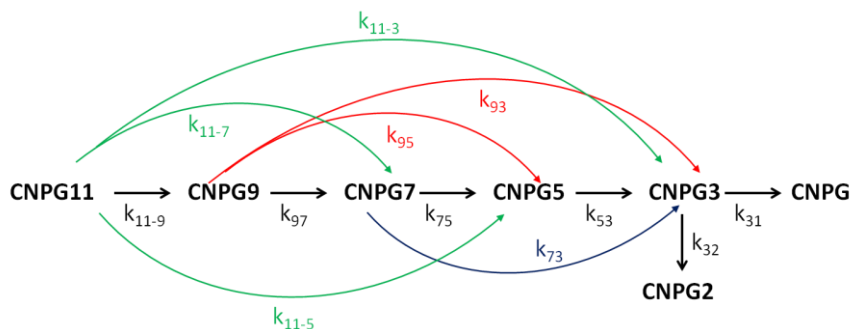 k11-3
k93
k11-7
k95
CNPG11 CNPG9 CNPG7 CNPG5 CNPG3 CNPG
k11-9 k97 k75 k53 k31
k73 k32
CNPG2
k11-5